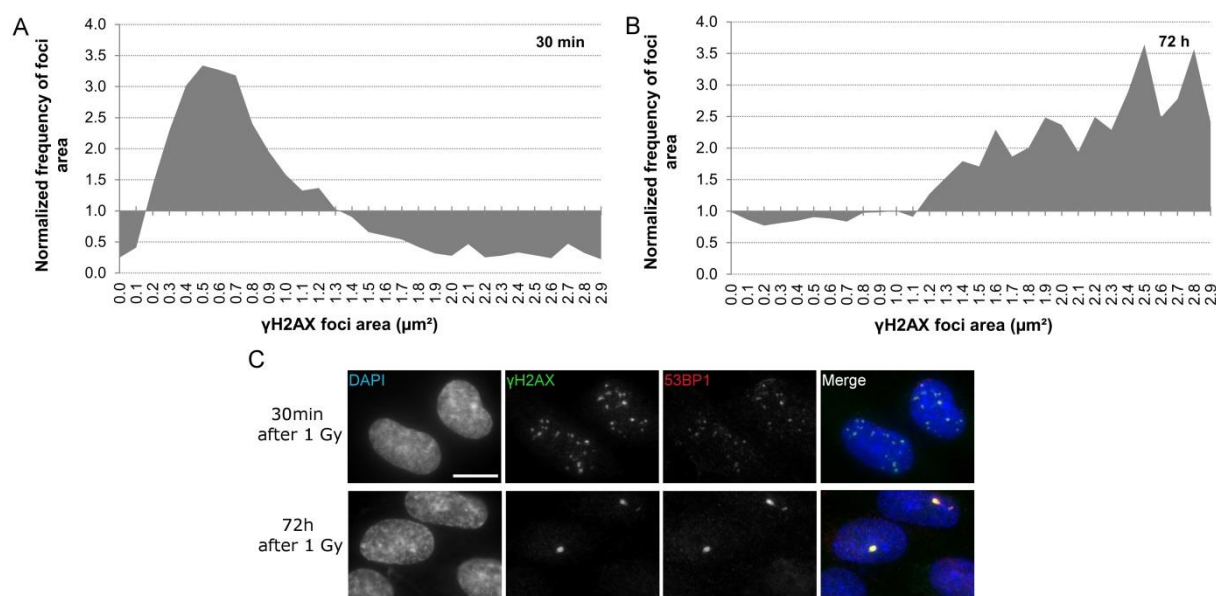 A
Normalized frequency of foci
area
4.0
3.5
3.0
2.5
2.0
1.5
1.0
0.5
0.0
30 min
0.0 0.1 0.2 0.3 0.4 0.5 0.6 0.7 0.8 0.9 1.0 1.1 1.2 1.3 1.4 1.5 1.6 1.7 1.8 1.9 2.0 2.1 2.2 2.3 2.4 2.5 2.6 2.7 2.8 2.9
γH2AX foci area (µm²)
B
Normalized frequency of foci
area
4.0
3.5
3.0
2.5
2.0
1.5
1.0
0.5
0.0
72 h
0.0 0.1 0.2 0.3 0.4 0.5 0.6 0.7 0.8 0.9 1.0 1.1 1.2 1.3 1.4 1.5 1.6 1.7 1.8 1.9 2.0 2.1 2.2 2.3 2.4 2.5 2.6 2.7 2.8 2.9
γH2AX foci area (µm²)
C
DAPI γH2AX 53BP1 Merge
30min
after 1 Gy
72h
after 1 Gy